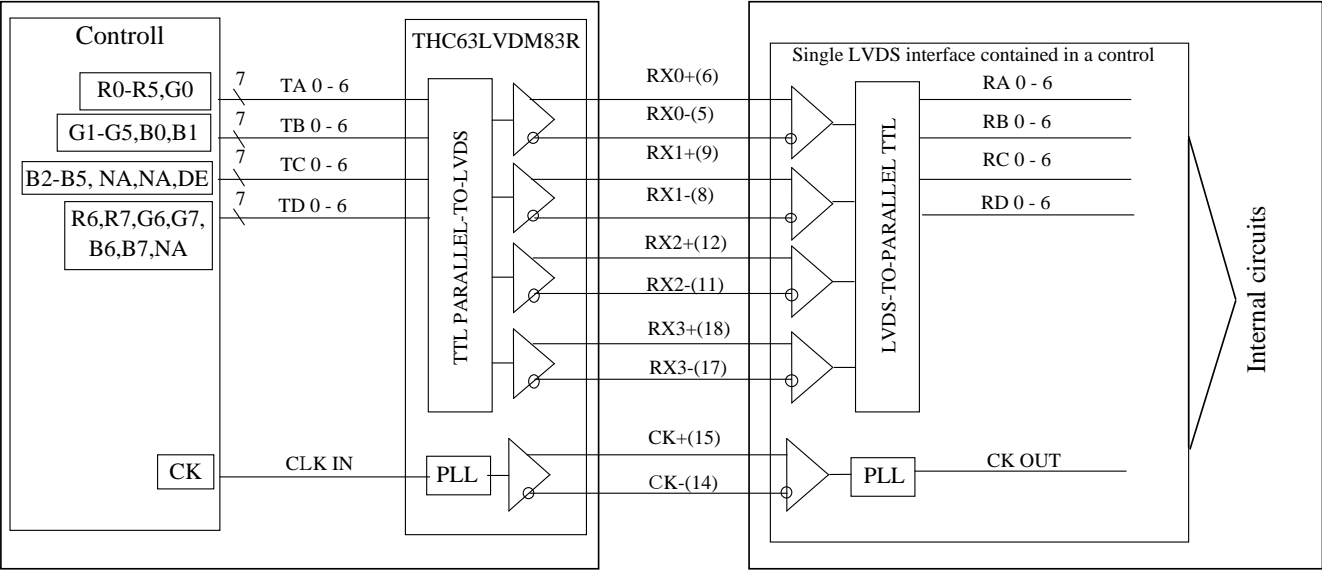 Controll
R0-R5,G0
G1-G5,B0,B1
B2-B5, NA,NA,DE
R6,R7,G6,G7,
B6,B7,NA
CK
7
TA 0 - 6
7
TB 0 - 6
7
TC 0 - 6
7
TD 0 - 6
CLK IN
THC63LVDM83R
TTL PARALLEL-TO-LVDS
PLL
RX0+(6)
RX0-(5)
RX1+(9)
RX1-(8)
RX2+(12)
RX2-(11)
RX3+(18)
RX3-(17)
CK+(15)
CK-(14)
Single LVDS interface contained in a control
LVDS-TO-PARALLEL TTL
PLL
RA 0 - 6
RB 0 - 6
RC 0 - 6
RD 0 - 6
CK OUT
Internal circuits